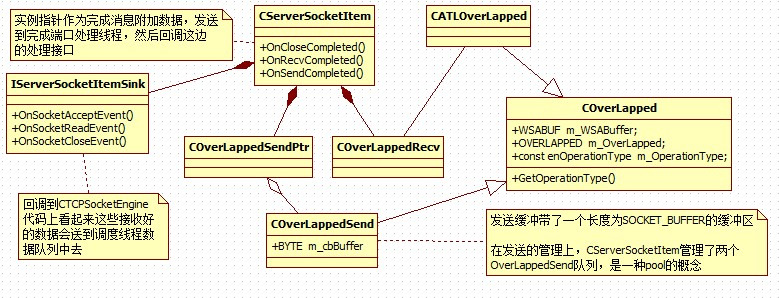 实例指针作为完成消息附加数据，发送
到完成端口处理线程，然后回调这边
的处理接口
CServerSocketItem
+OnCloseCompleted()
+OnRecvCompleted()
+OnSendCompleted()
CATLOverLapped
IServerSocketItemSink
+OnSocketAcceptEvent()
+OnSocketReadEvent()
+OnSocketCloseEvent()
COverLapped
+WSABUF m_WSABuffer;
+OVERLAPPED m_OverLapped;
+const enOperationType m_OperationType;
+GetOperationType()
COverLappedSendPtr
COverLappedRecv
回调到CTCPSocketEngine
代码上看起来这些接收好
的数据会送到调度线程数
据队列中去
COverLappedSend
+BYTE m_cbBuffer
发送缓冲带了一个长度为SOCKET_BUFFER的缓冲区
在发送的管理上，CServerSocketItem管理了两个
OverLappedSend队列，是一种pool的概念